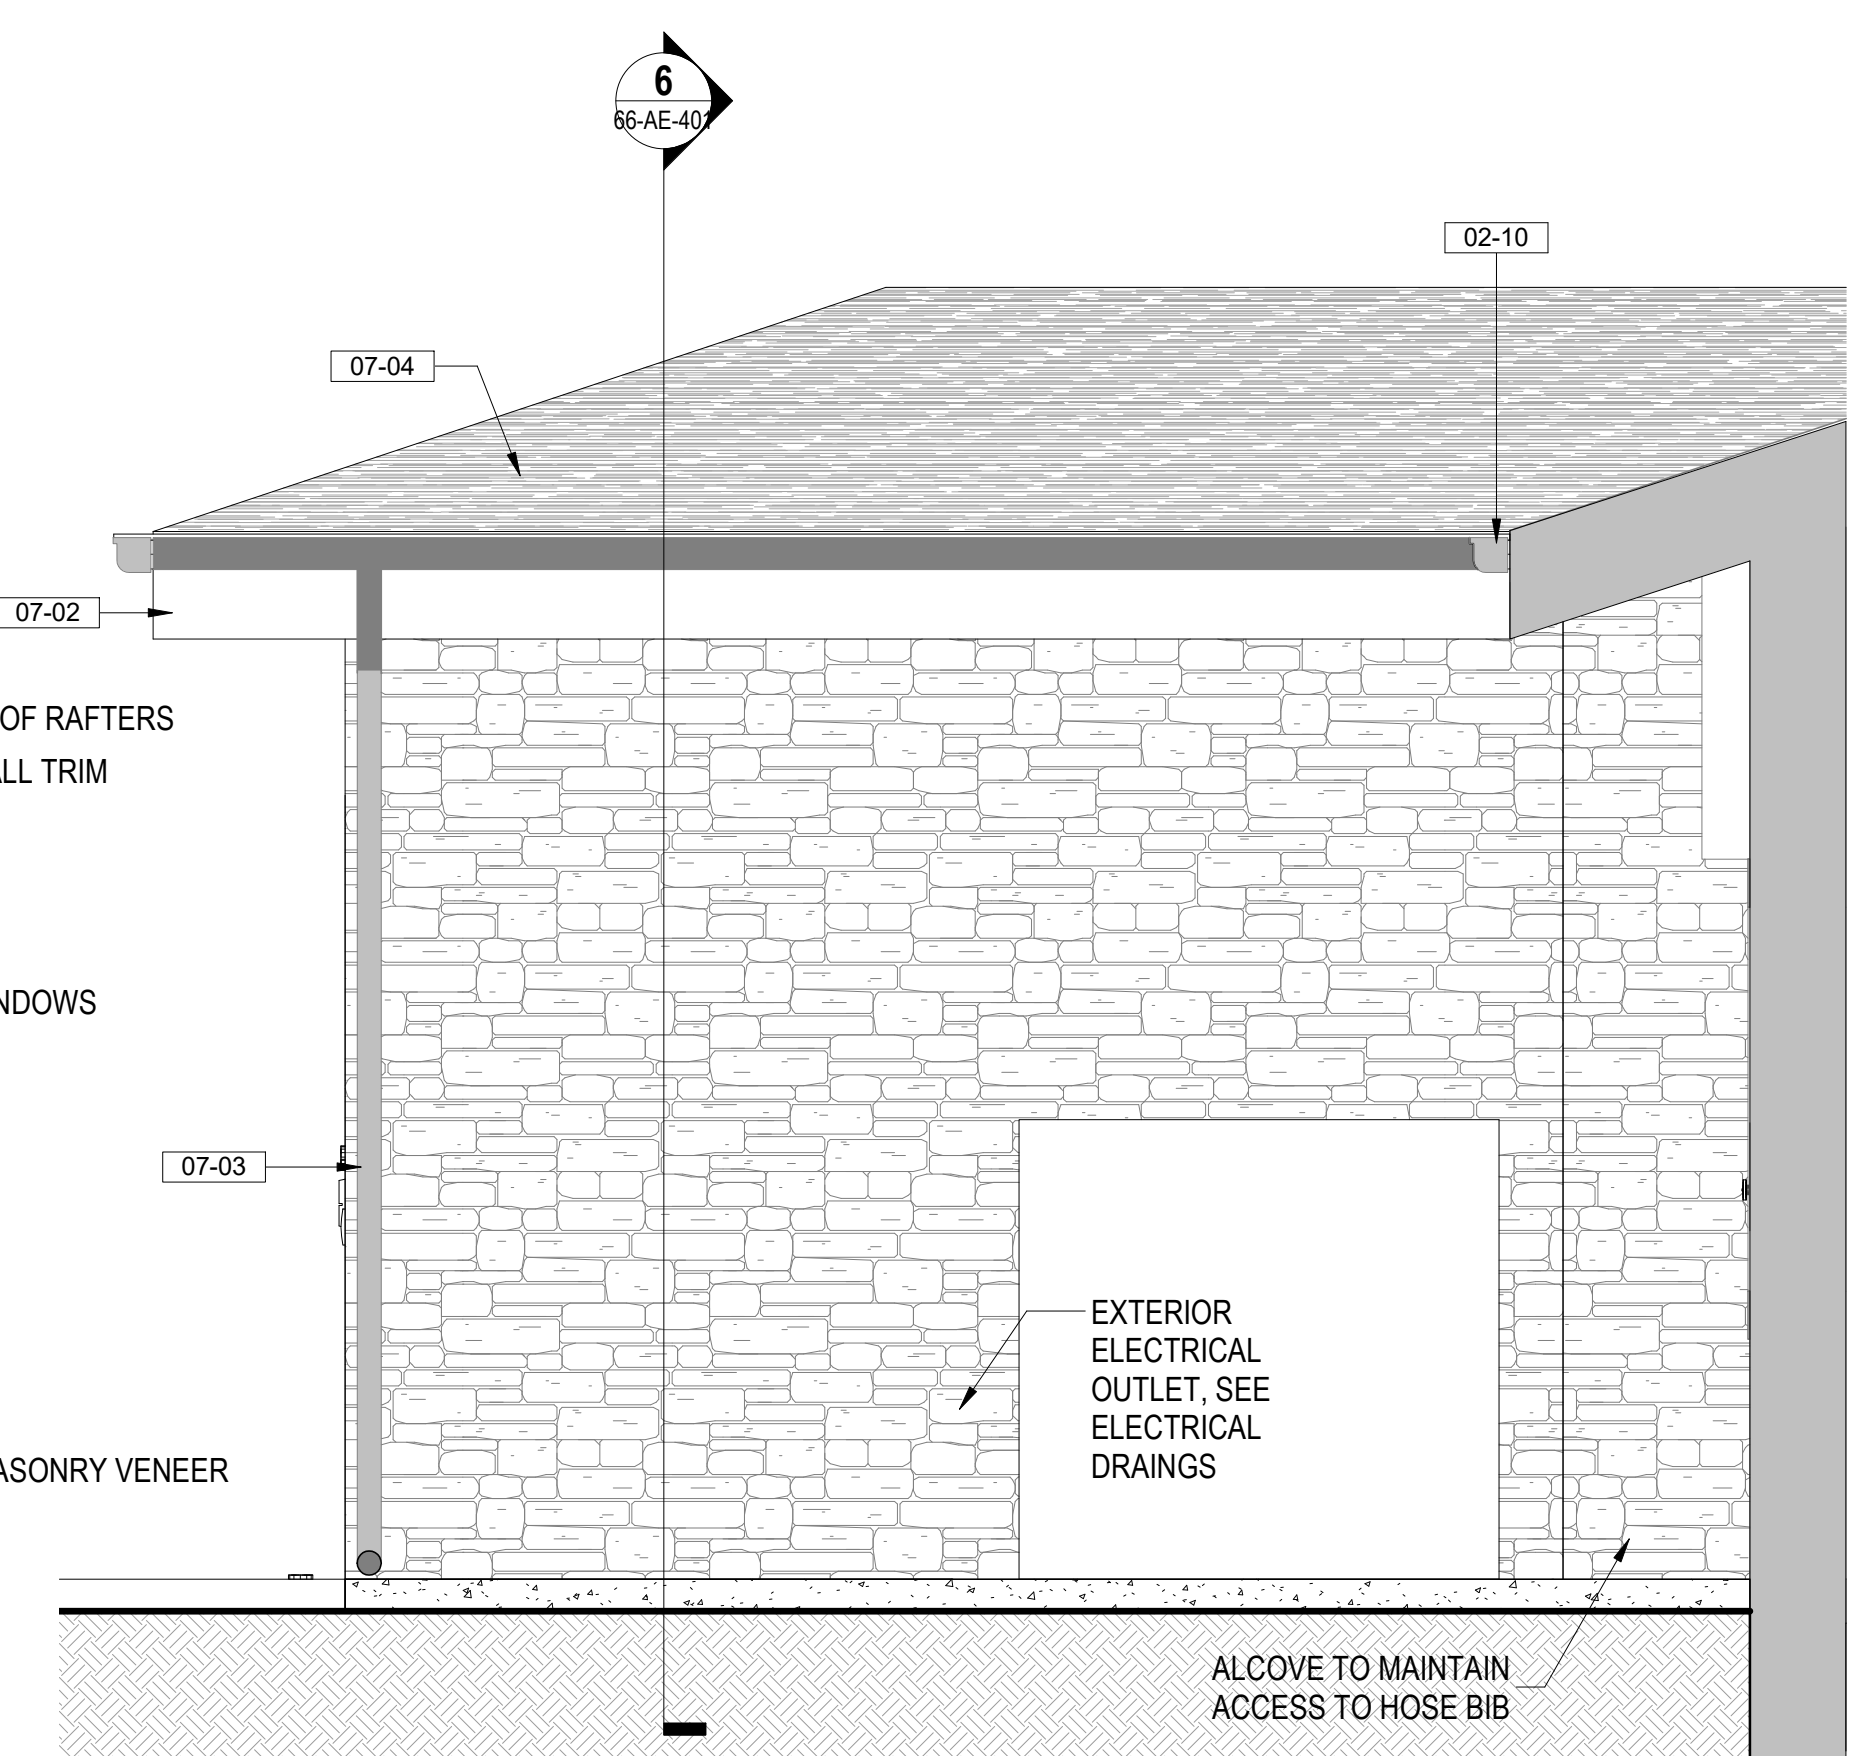 6
66-AE-401
02-10
07-04
07-02
OF RAFTERS
ALL TRIM
NDOWS
07-03
EXTERIOR
ELECTRICAL
OUTLET, SEE
ELECTRICAL
DRAINGS
ASONRY VENEER
ALCOVE TO MAINTAIN
ACCESS TO HOSE BIB